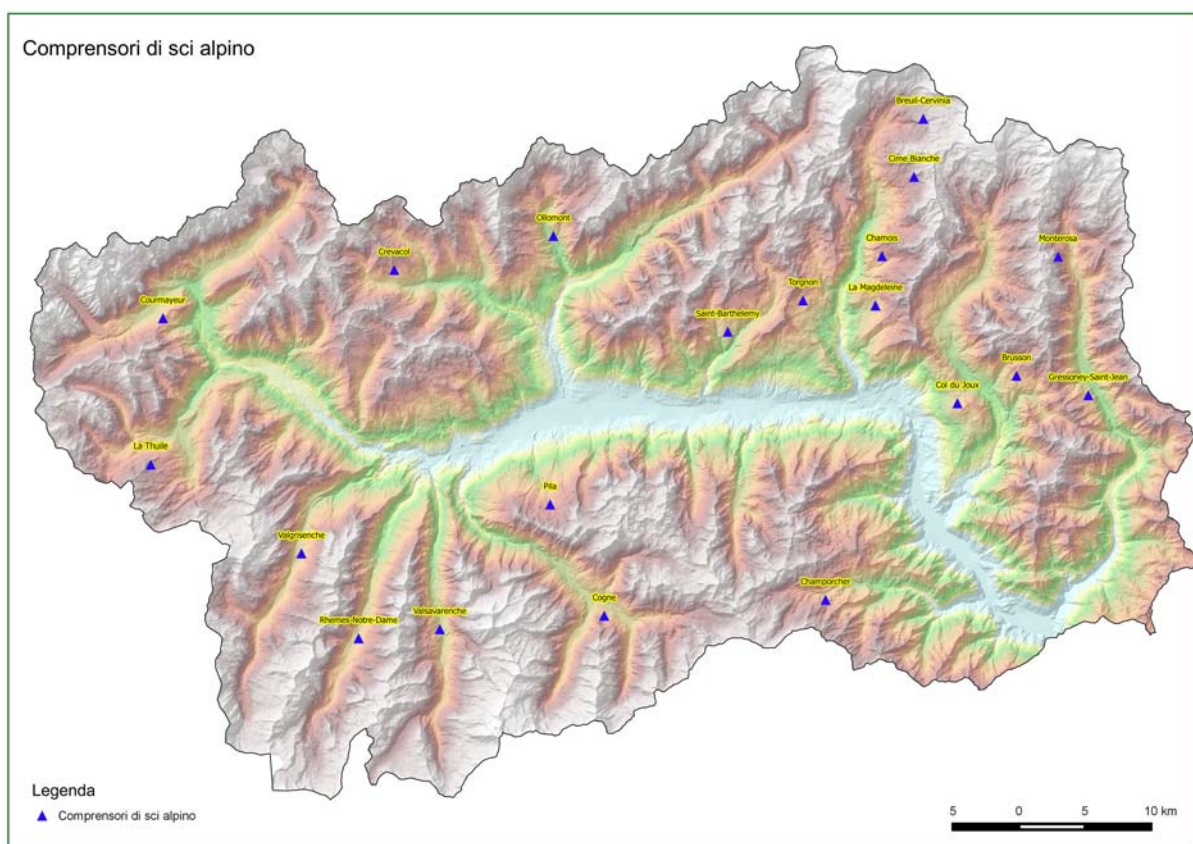 Comprensori di sci alpino
Breuil-Cervinia
Cime Bianche
Ollomont
Chamois
Monterosa
Crevacol
Torgnon
La Magdeleine
Courmayeur
Saint-Barthelemy
Brusson
Gressoney-Saint-Jean
Col du Joux
La Thuile
Pila
Valgrisenche
Champorcher
Cogne
Valsavarenche
Rhemes-Notre-Dame
Legenda
Comprensori di sci alpino
5 0 5 10 km